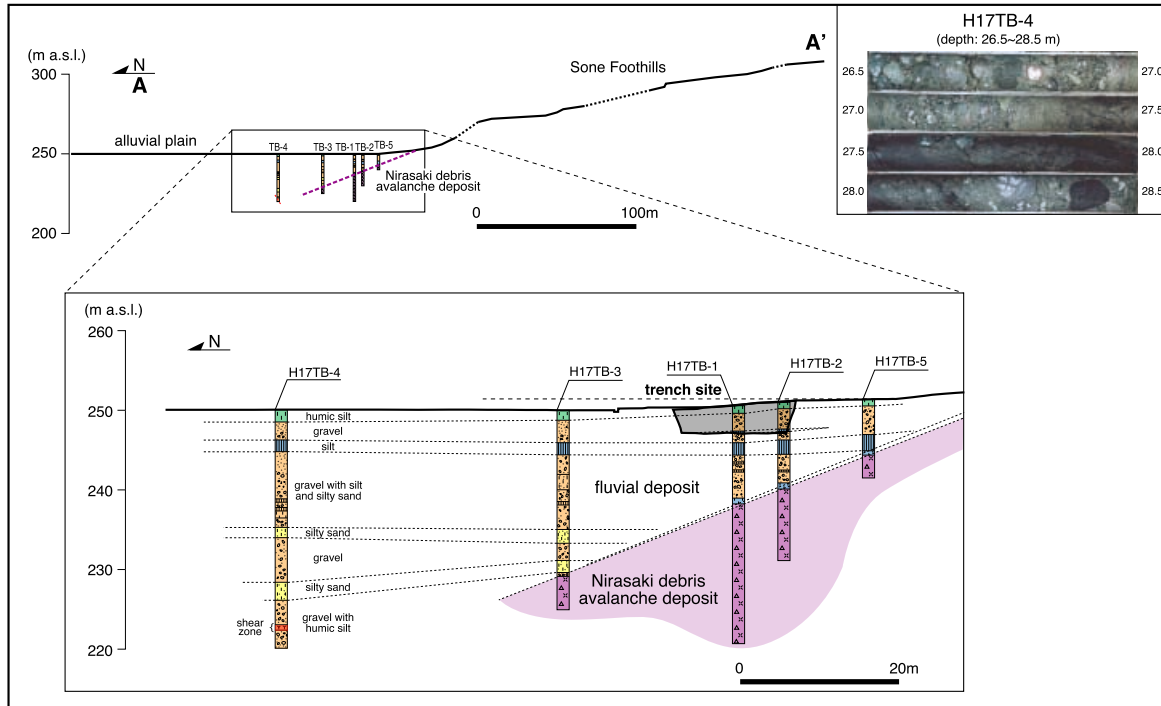 (m a.s.l.)
300
250
200
N
A
A'
Sone Foothills
alluvial plain
TB-4
TB-3
TB-1
TB-2
TB-5
Nirasaki debris
avalanche deposit
0
100m
H17TB-4
(depth: 26.5~28.5 m)
26.5
27.0
27.0
27.5
27.5
28.0
28.0
28.5
(m a.s.l.)
260
250
240
230
220
N
H17TB-4
H17TB-3
H17TB-1
H17TB-2
H17TB-5
trench site
humic silt
gravel
silt
gravel with silt
and silty sand
silty sand
gravel
silty sand
gravel with
humic silt
shear
zone
fluvial deposit
Nirasaki debris
avalanche deposit
0
20m